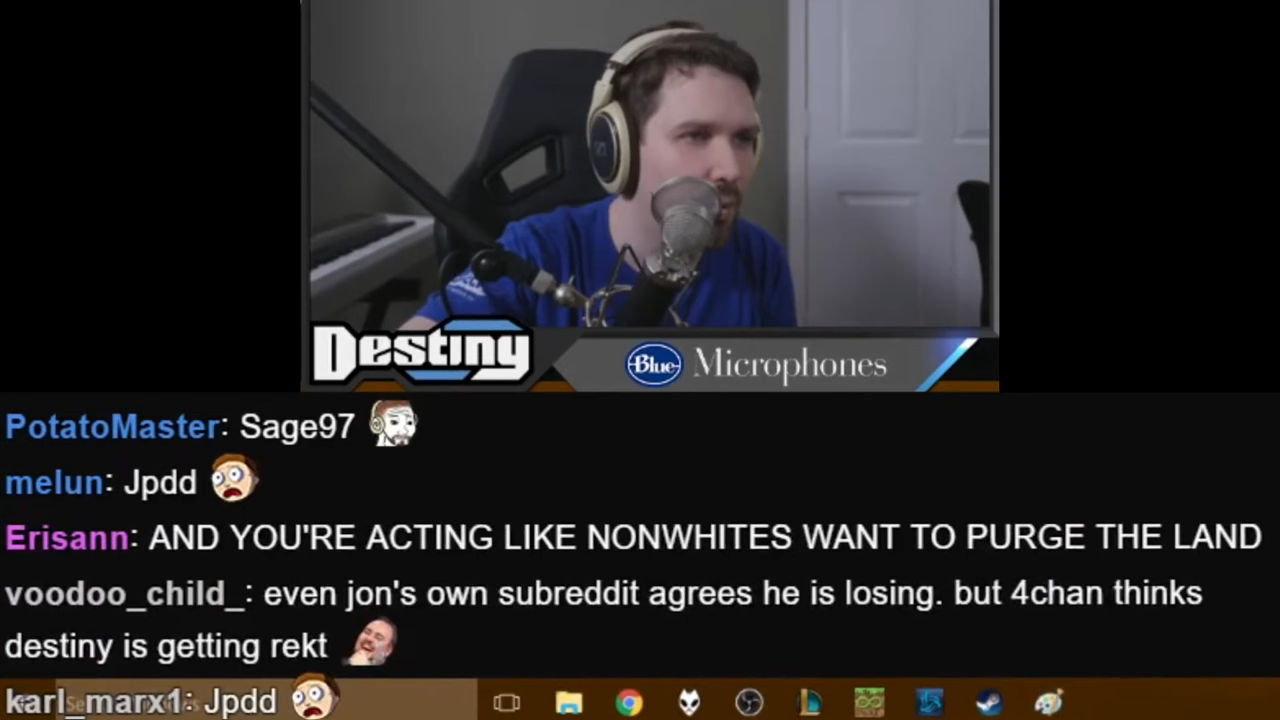 Destiny
Blue Microphones
PotatoMaster: Sage97
melun: Jpdd
Erisann: AND YOU'RE ACTING LIKE NONWHITES WANT TO PURGE THE LAND
voodoo_child_: even jon's own subreddit agrees he is losing. but 4chan thinks
destiny is getting rekt
karl_marx1: Jpdd